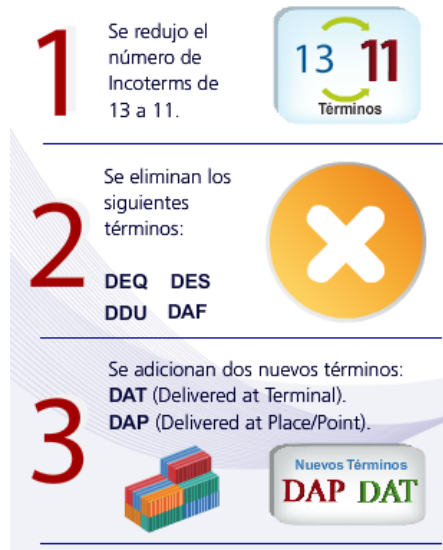 1
Se redujo el
número de
Incoterms de
13 a 11.
13 11
Términos
2
Se eliminan los
siguientes
términos:
DEQ DES
DDU DAF
3
Se adicionan dos nuevos términos:
DAT (Delivered at Terminal).
DAP (Delivered at Place/Point).
Nuevos Términos
DAP DAT